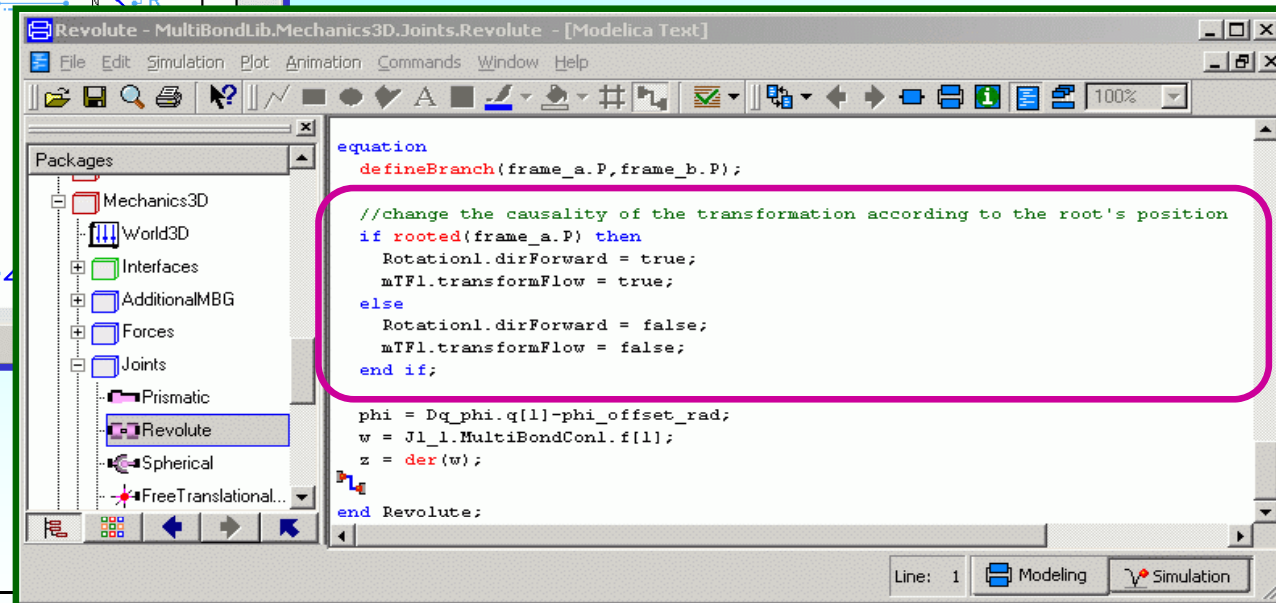 Revolute - MultiBondLib.Mechanics3D.Joints.Revolute - [Modelica Text]
File Edit Simulation Plot Animation Commands Window Help
100%
Packages
Mechanics3D
World3D
Interfaces
AdditionalMBG
Forces
Joints
Prismatic
Revolute
Spherical
FreeTranslational...
equation
defineBranch(frame_a.P,frame_b.P);
//change the causality of the transformation according to the root's position
if rooted(frame_a.P) then
Rotation1.dirForward = true;
mTF1.transformFlow = true;
else
Rotation1.dirForward = false;
mTF1.transformFlow = false;
end if;
phi = Dq_phi.q[1]-phi_offset_rad;
w = J1_1.MultiBondCon1.f[1];
z = der(w);
end Revolute;
Line: 1
Modeling
Simulation